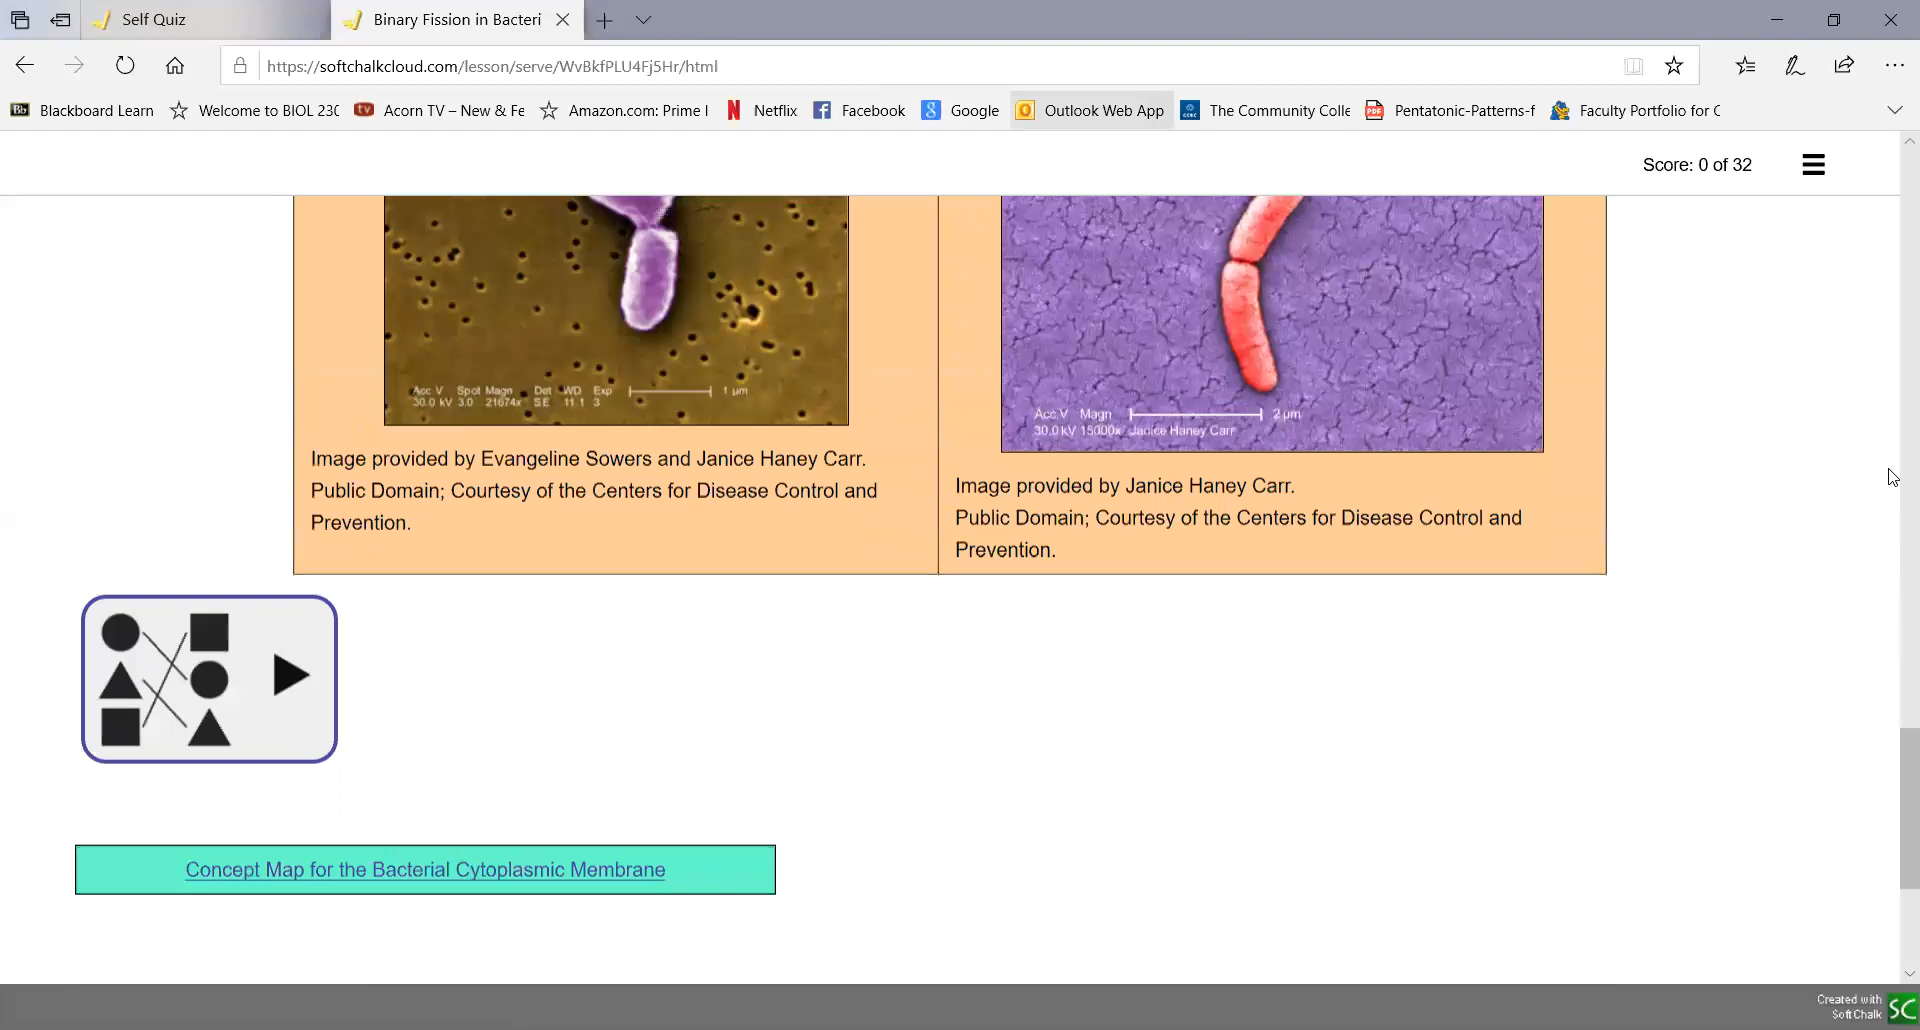 Self Quiz
Binary Fission in Bacteri
https://softchalkcloud.com/lesson/serve/WvBkfPLU4Fj5Hr/html
Bb Blackboard Learn
Welcome to BIOL 230
tv Acorn TV – New & Fe
Amazon.com: Prime I
N Netflix
f Facebook
g Google
Outlook Web App
CCBC The Community Colle
PDF Pentatonic-Patterns-f
Faculty Portfolio for C
Score: 0 of 32
Acc V Spot Magn Det WD Exp 1 µm
30.0 kV 3.0 21674x SE 11.1 3
Image provided by Evangeline Sowers and Janice Haney Carr.
Public Domain; Courtesy of the Centers for Disease Control and
Prevention.
Acc.V Magn 2 µm
30.0 kV 15000x Janice Haney Carr
Image provided by Janice Haney Carr.
Public Domain; Courtesy of the Centers for Disease Control and
Prevention.
Concept Map for the Bacterial Cytoplasmic Membrane
Created with
SoftChalk
SC